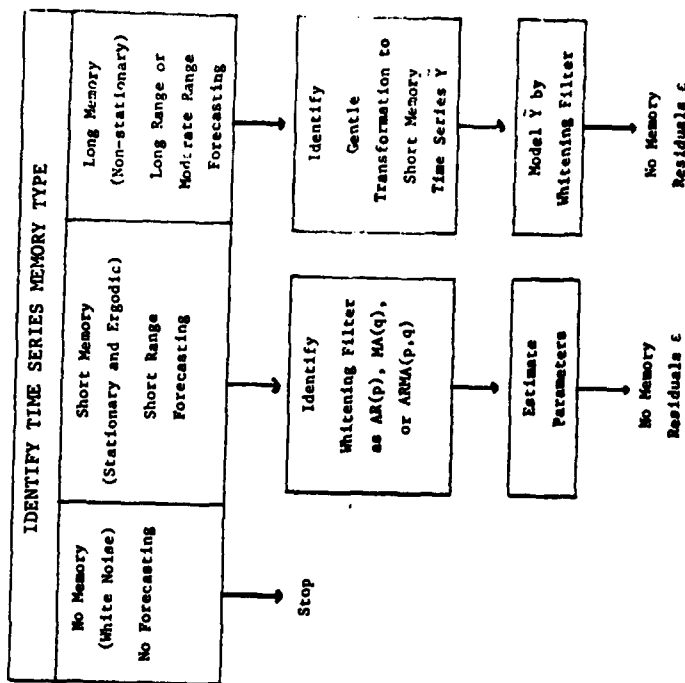 IDENTIFY TIME SERIES MEMORY TYPE
No Memory
(White Noise)
No Forecasting
Short Memory
(Stationary and Ergodic)
Short Range
Forecasting
Long Memory
(Non-stationary)
Long Range or
Moderate Range
Forecasting
Stop
Identify
Whitening Filter
as AR(p), MA(q),
or ARMA(p,q)
Identify
Gentle
Transformation to
Short Memory
Time Series Ỹ
Estimate
Parameters
Model Ỹ by
Whitening Filter
No Memory
Residuals ε
No Memory
Residuals ε